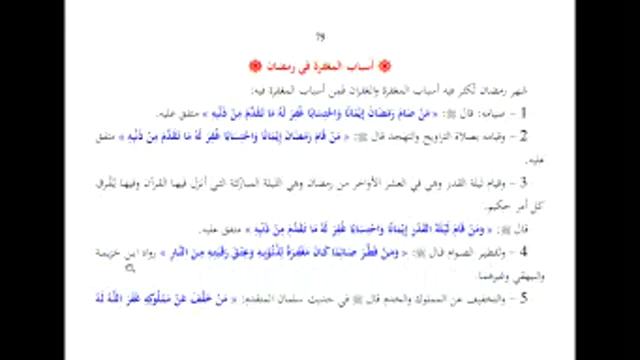 79
أسباب المغفرة في رمضان
شهر رمضان تكثر فيه أسباب المغفرة والغفران فمن أسباب المغفرة فيه:
1 – صيامه: قال ﷺ: « مَنْ صَامَ رَمَضَانَ إِيمَانًا وَاحْتِسَابًا غُفِرَ لَهُ مَا تَقَدَّمَ مِنْ ذَنْبِهِ » متفق عليه.
2 – وقيامه بصلاة التراويح والتهجد قال ﷺ: « مَنْ قَامَ رَمَضَانَ إِيمَانًا وَاحْتِسَابًا غُفِرَ لَهُ مَا تَقَدَّمَ مِنْ ذَنْبِهِ » متفق
عليه.
3 – وقيام ليلة القدر وهي في العشر الأواخر من رمضان وهي الليلة المباركة التي أنزل فيها القرآن وفيها يُفْرق
كل أمر حكيم.
قال ﷺ: « وَمَنْ قَامَ لَيْلَةَ الْقَدْرِ إِيمَانًا وَاحْتِسَابًا غُفِرَ لَهُ مَا تَقَدَّمَ مِنْ ذَنْبِهِ » متفق عليه.
4 – وتفطير الصوام قال ﷺ: « وَمَنْ فَطَّرَ صَائِمًا كَانَ مَغْفِرَةً لِذُنُوبِهِ وَعِتْقَ رَقَبَتِهِ مِنَ النَّارِ » رواه ابن خزيمة
والبيهقي وغيرهما.
5 – والتخفيف عن المملوك والخدم قال ﷺ في حديث سلمان المتقدم: « مَنْ خَفَّفَ عَنْ مَمْلُوكِهِ غَفَرَ اللَّهُ لَهُ